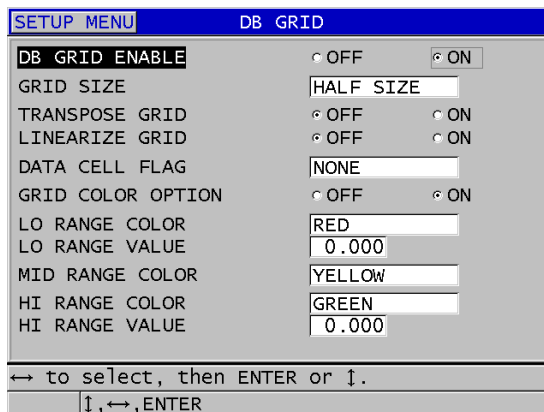 SETUP MENU DB GRID
DB GRID ENABLE OFF ON
GRID SIZE HALF SIZE
TRANSPOSE GRID OFF ON
LINEARIZE GRID OFF ON
DATA CELL FLAG NONE
GRID COLOR OPTION OFF ON
LO RANGE COLOR RED
LO RANGE VALUE 0.000
MID RANGE COLOR YELLOW
HI RANGE COLOR GREEN
HI RANGE VALUE 0.000
↔ to select, then ENTER or ↕.
↕,↔,ENTER